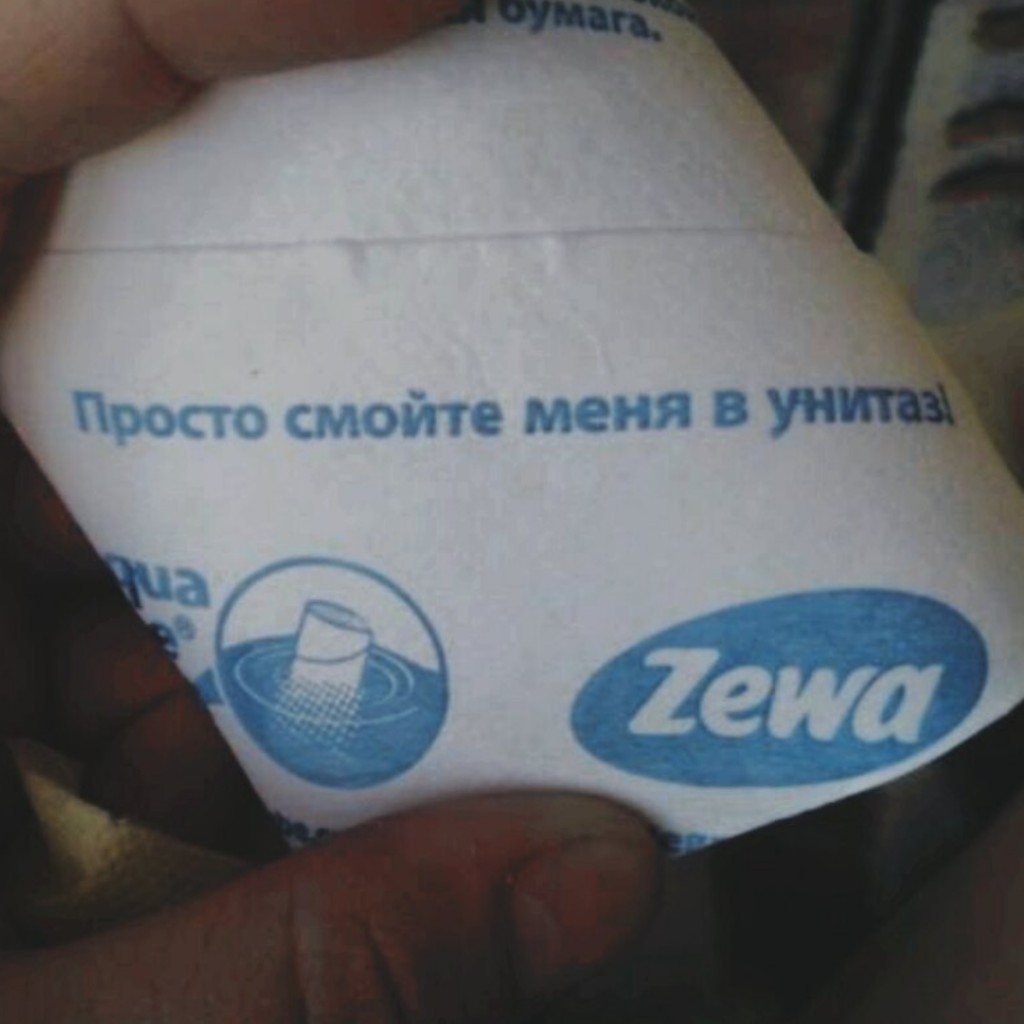 бумага.
Просто смойте меня в унитаз!
Zewa